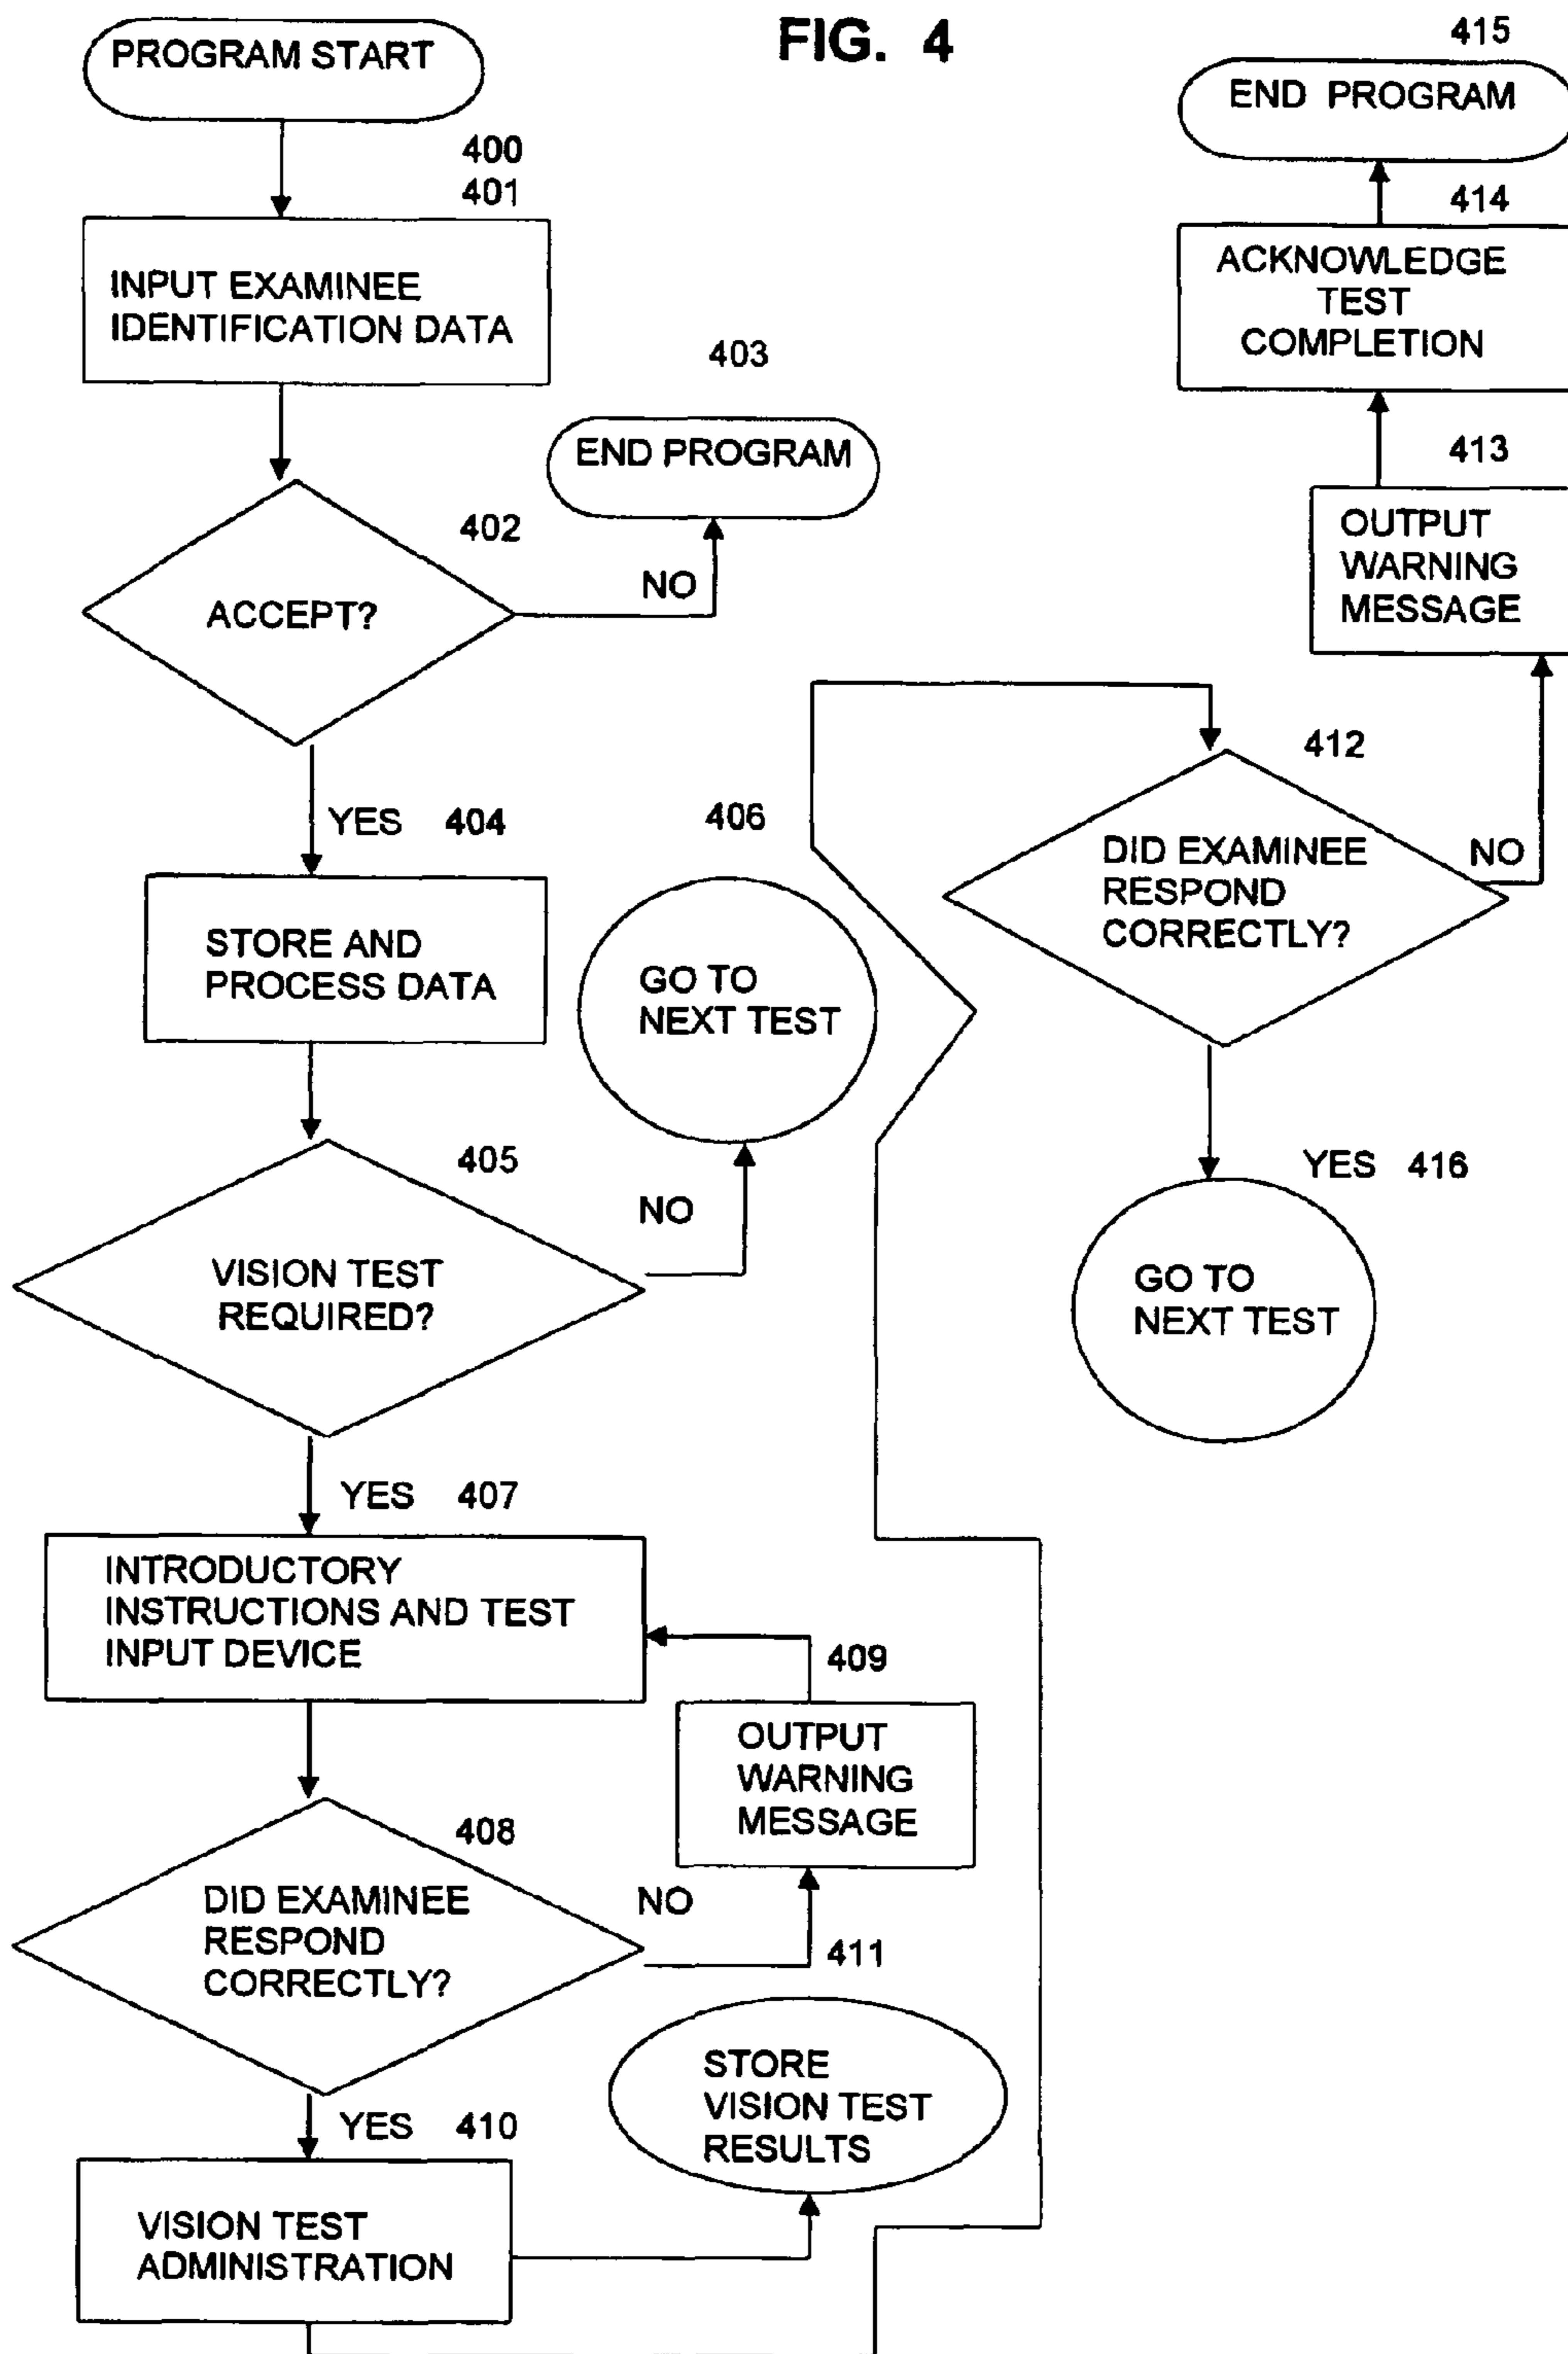 FIG. 4
PROGRAM START
400
401
INPUT EXAMINEE
IDENTIFICATION DATA
402
ACCEPT?
NO
403
END PROGRAM
YES 404
STORE AND
PROCESS DATA
405
VISION TEST
REQUIRED?
NO
406
GO TO
NEXT TEST
YES 407
INTRODUCTORY
INSTRUCTIONS AND TEST
INPUT DEVICE
408
DID EXAMINEE
RESPOND
CORRECTLY?
NO
409
OUTPUT
WARNING
MESSAGE
YES 410
VISION TEST
ADMINISTRATION
411
STORE
VISION TEST
RESULTS
412
DID EXAMINEE
RESPOND
CORRECTLY?
NO
413
OUTPUT
WARNING
MESSAGE
414
ACKNOWLEDGE
TEST
COMPLETION
415
END PROGRAM
YES 416
GO TO
NEXT TEST